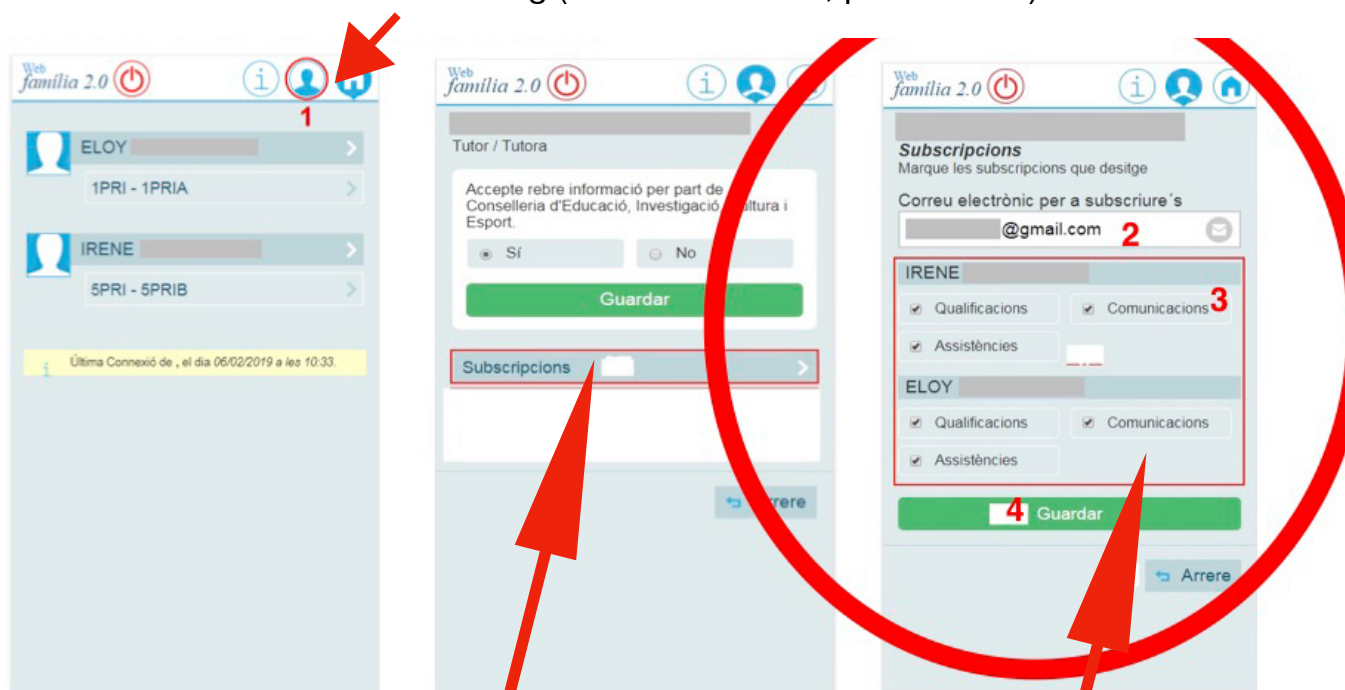 Web
família 2.0
1
ELOY
1PRI - 1PRIA
IRENE
5PRI - 5PRIB
Última Connexió de , el dia 06/02/2019 a les 10:33.
Web
família 2.0
Tutor / Tutora
Accepte rebre informació per part de
Conselleria d'Educació, Investigació
Esport.
Sí
No
Guardar
Subscripcions
Web
família 2.0
Subscripcions
Marque les subscripcions que desitge
Correu electrònic per a subscriure´s
@gmail.com 2
IRENE
Qualificacions
Comunicacions 3
Assistències
ELOY
Qualificacions
Comunicacions
Assistències
4 Guardar
Arrere